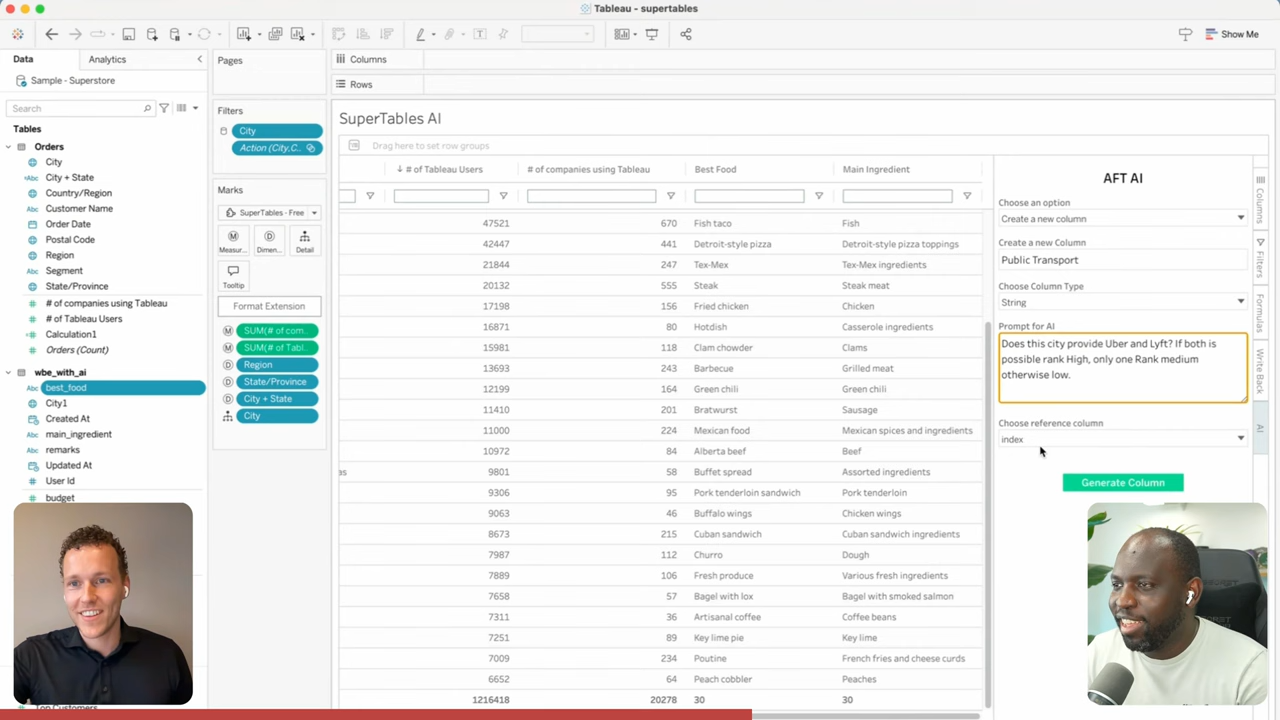 Tableau - supertables
Show Me
Data
Analytics
Sample - Superstore
Search
Tables
Orders
City
City + State
Country/Region
Customer Name
Order Date
Postal Code
Region
Segment
State/Province
# of companies using Tableau
# of Tableau Users
Calculation1
Orders (Count)
wbe_with_ai
best_food
City1
Created At
main_ingredient
remarks
Updated At
User Id
budget
Top Customers
Pages
Filters
City
Action (City,C..
Marks
SuperTables - Free
Measur...
Dimen...
Detail
Tooltip
Format Extension
SUM(# of com..
SUM(# of Tabl..
Region
State/Province
City + State
City
Columns
Rows
SuperTables AI
Drag here to set row groups
# of Tableau Users # of companies using Tableau Best Food Main Ingredient
47521 670 Fish taco Fish
42447 441 Detroit-style pizza Detroit-style pizza toppings
21844 247 Tex-Mex Tex-Mex ingredients
20132 555 Steak Steak meat
17198 156 Fried chicken Chicken
16871 80 Hotdish Casserole ingredients
15981 118 Clam chowder Clams
13693 243 Barbecue Grilled meat
12199 164 Green chili Green chili
11410 201 Bratwurst Sausage
11000 224 Mexican food Mexican spices and ingredients
10972 84 Alberta beef Beef
as 9801 58 Buffet spread Assorted ingredients
9306 95 Pork tenderloin sandwich Pork tenderloin
9063 46 Buffalo wings Chicken wings
8673 215 Cuban sandwich Cuban sandwich ingredients
7987 112 Churro Dough
7889 106 Fresh produce Various fresh ingredients
7658 57 Bagel with lox Bagel with smoked salmon
7311 36 Artisanal coffee Coffee beans
7251 89 Key lime pie Key lime
7009 234 Poutine French fries and cheese curds
6652 64 Peach cobbler Peaches
1216418 20278 30 30
AFT AI
Choose an option
Create a new column
Create a new Column
Public Transport
Choose Column Type
String
Prompt for AI
Does this city provide Uber and Lyft? If both is
possible rank High, only one Rank medium
otherwise low.
Choose reference column
index
Generate Column
Columns
Filters
Formulas
Write Back
AI